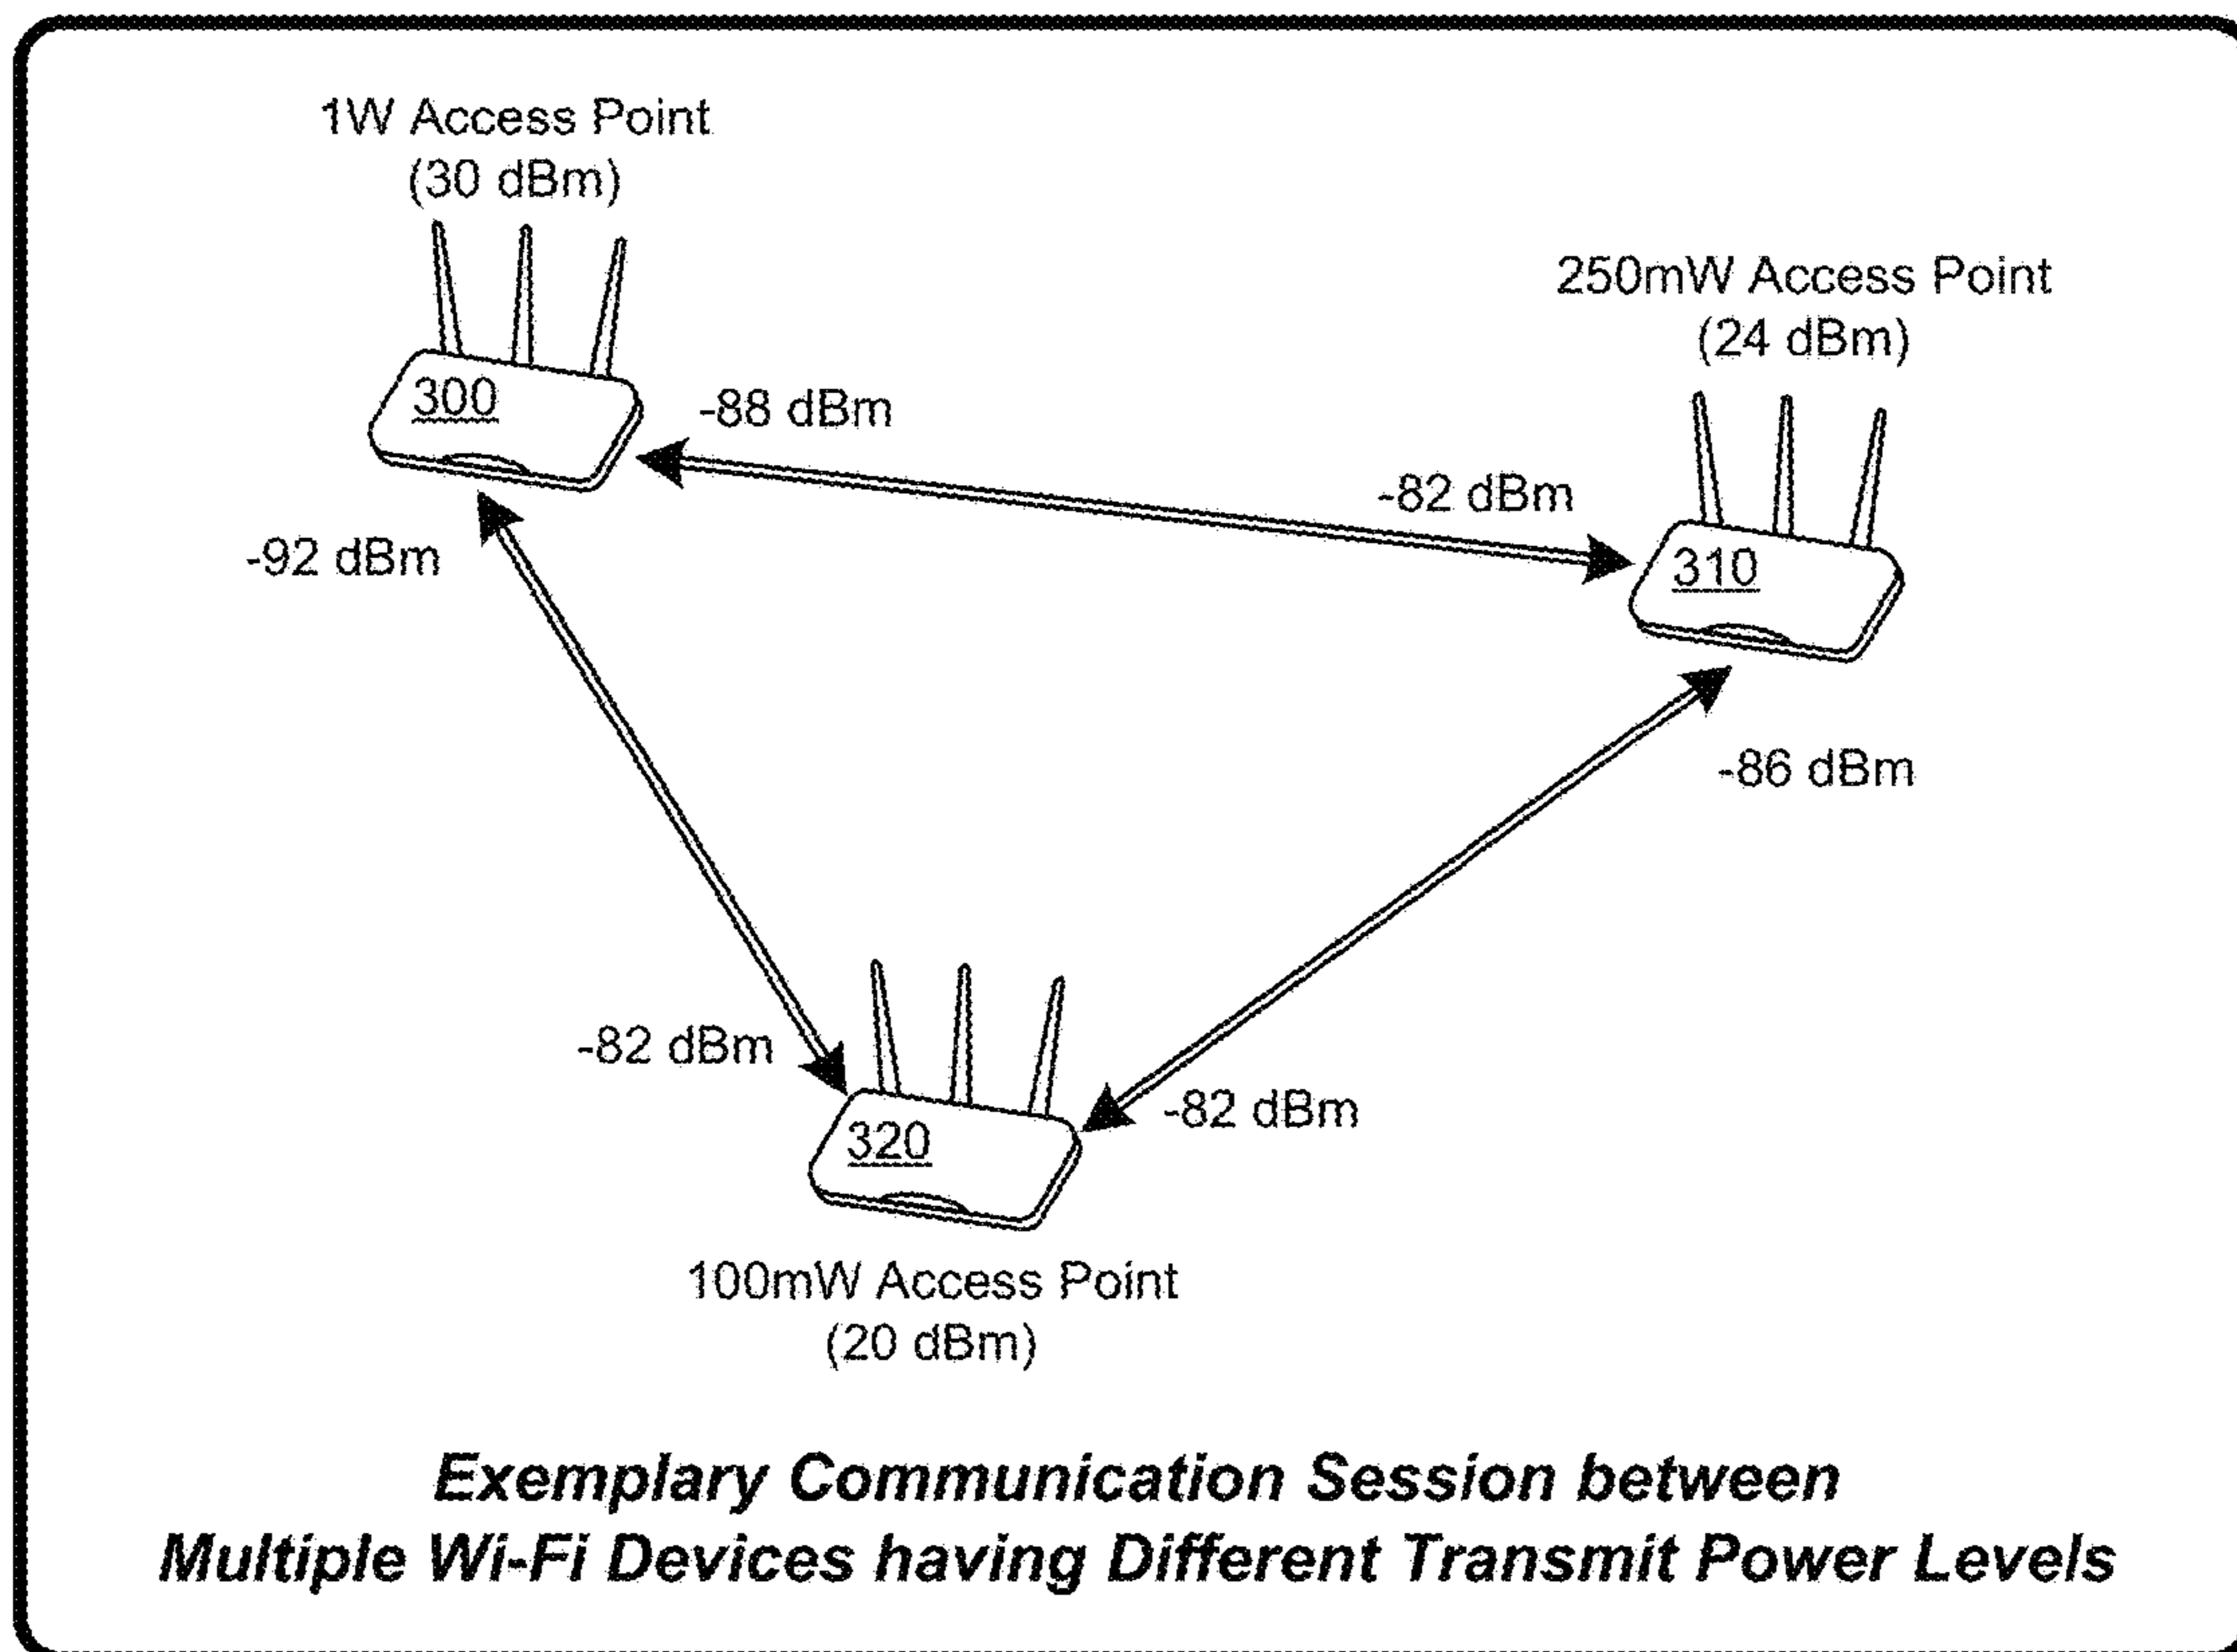 1W Access Point
(30 dBm)
250mW Access Point
(24 dBm)
300
-88 dBm
-82 dBm
-92 dBm
310
-86 dBm
-82 dBm
-82 dBm
320
100mW Access Point
(20 dBm)
Exemplary Communication Session between
Multiple Wi-Fi Devices having Different Transmit Power Levels